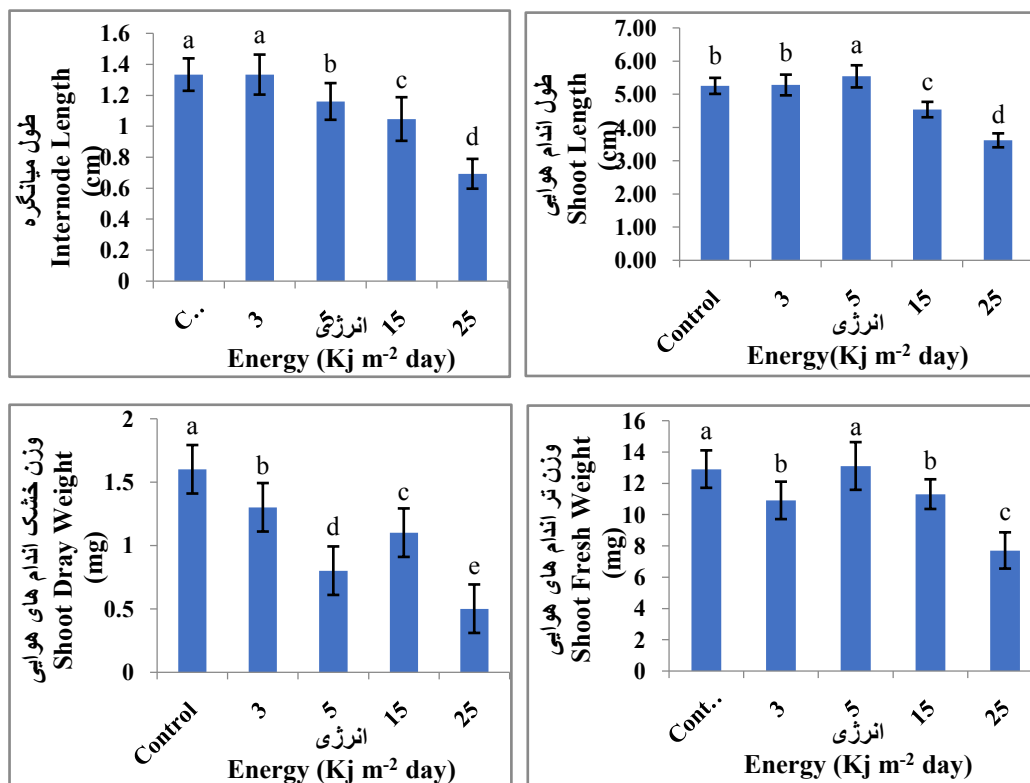 طول میانگره
Internode Length
(cm)
1.6
1.4
1.2
1
0.8
0.6
0.4
0.2
0
a
a
b
c
d
C..
3
5
15
25
انرژی
Energy (Kj m-2 day)
طول اندام هوایی
Shoot Length
(cm)
7.00
6.00
5.00
4.00
3.00
2.00
1.00
0.00
b
b
a
c
d
Control
3
5
15
25
انرژی
Energy(Kj m-2 day)
وزن خشک اندام های هوایی
Shoot Dray Weight
(mg)
2
1.5
1
0.5
0
a
b
d
c
e
Control
3
5
15
25
انرژی
Energy (Kj m-2 day)
وزن تر اندام های هوایی
Shoot Fresh Weight
(mg)
16
14
12
10
8
6
4
2
0
a
b
a
b
c
Cont..
3
5
15
25
انرژی
Energy (Kj m-2 day)